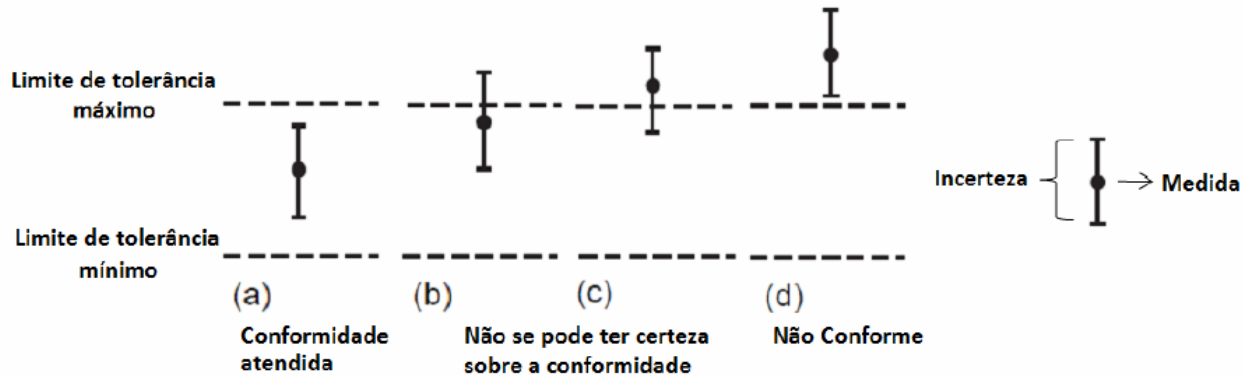 Limite de tolerância
máximo
Incerteza
Medida
Limite de tolerância
mínimo
(a)
(b)
(c)
(d)
Conformidade
atendida
Não se pode ter certeza
sobre a conformidade
Não Conforme